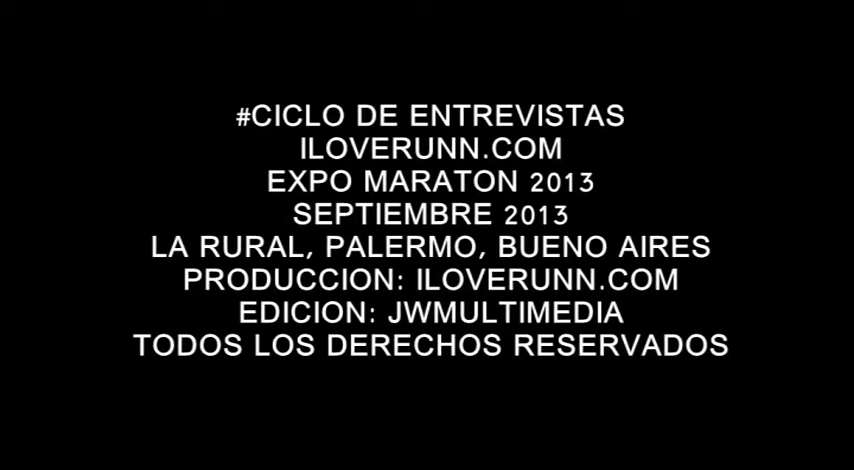 #CICLO DE ENTREVISTAS
ILOVERUNN.COM
EXPO MARATON 2013
SEPTIEMBRE 2013
LA RURAL, PALERMO, BUENO AIRES
PRODUCCION: ILOVERUNN.COM
EDICION: JWMULTIMEDIA
TODOS LOS DERECHOS RESERVADOS